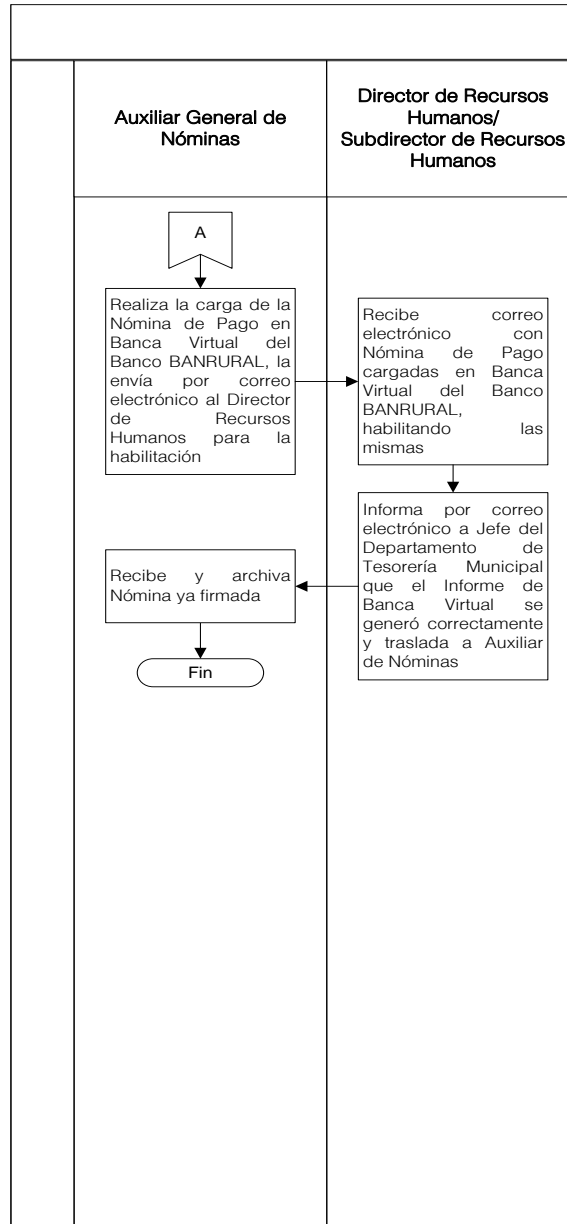 Auxiliar General de
Nóminas
Director de Recursos
Humanos/
Subdirector de Recursos
Humanos
A
Realiza la carga de la
Nómina de Pago en
Banca Virtual del
Banco BANRURAL, la
envía por correo
electrónico al Director
de Recursos
Humanos para la
habilitación
Recibe correo
electrónico con
Nómina de Pago
cargadas en Banca
Virtual del Banco
BANRURAL,
habilitando las
mismas
Informa por correo
electrónico a Jefe del
Departamento de
Tesorería Municipal
que el Informe de
Banca Virtual se
generó correctamente
y traslada a Auxiliar
de Nóminas
Recibe y archiva
Nómina ya firmada
Fin